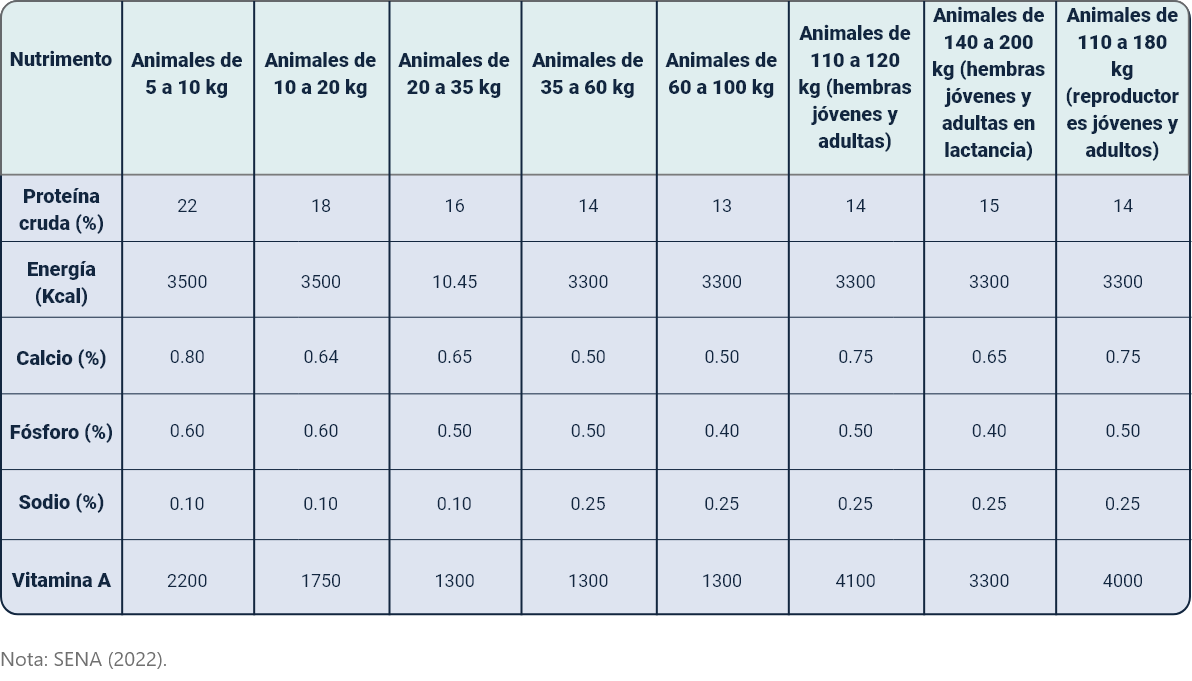 Nutrimento
Animales de
5 a 10 kg
Animales de
10 a 20 kg
Animales de
20 a 35 kg
Animales de
35 a 60 kg
Animales de
60 a 100 kg
Animales de
110 a 120
kg (hembras
jóvenes y
adultas)
Animales de
140 a 200
kg (hembras
jóvenes y
adultas en
lactancia)
Animales de
110 a 180
kg
(reproductor
es jóvenes y
adultos)
Proteína
cruda (%)
22 18 16 14 13 14 15 14
Energía
(Kcal)
3500 3500 10.45 3300 3300 3300 3300 3300
Calcio (%) 0.80 0.64 0.65 0.50 0.50 0.75 0.65 0.75
Fósforo (%) 0.60 0.60 0.50 0.50 0.40 0.50 0.40 0.50
Sodio (%) 0.10 0.10 0.10 0.25 0.25 0.25 0.25 0.25
Vitamina A 2200 1750 1300 1300 1300 4100 3300 4000
Nota: SENA (2022).